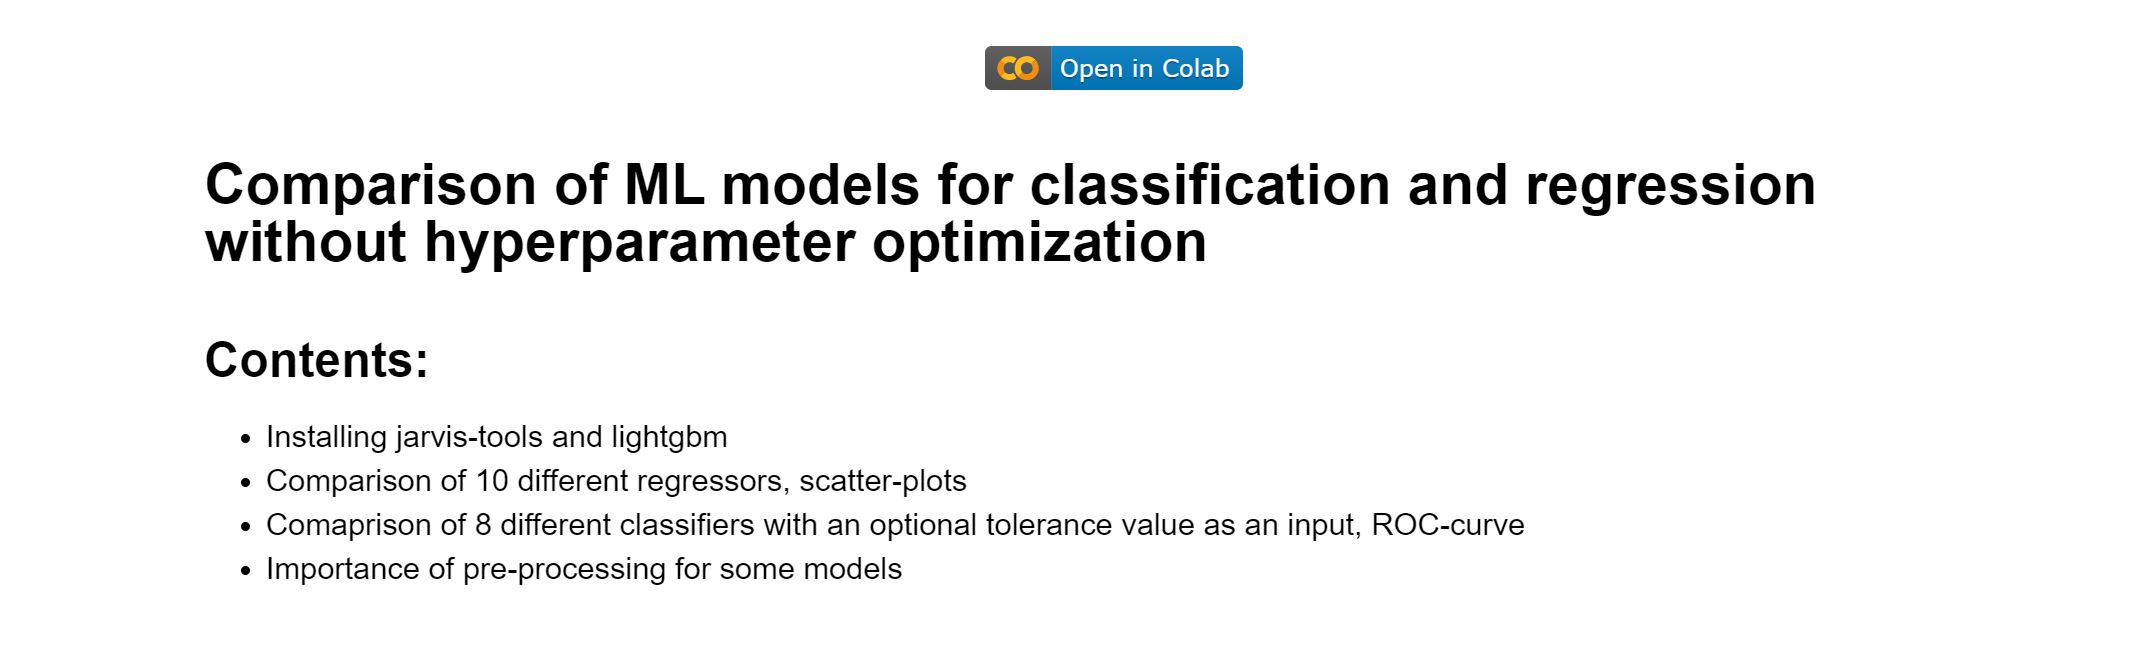 Open in Colab
Comparison of ML models for classification and regression
without hyperparameter optimization
Contents:
• Installing jarvis-tools and lightgbm
• Comparison of 10 different regressors, scatter-plots
• Comaprison of 8 different classifiers with an optional tolerance value as an input, ROC-curve
• Importance of pre-processing for some models